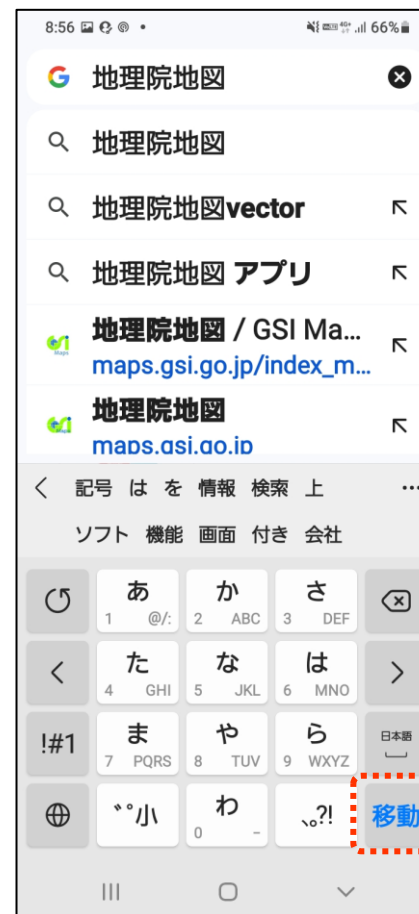 8:56 66%
地理院地図
地理院地図
地理院地図vector
地理院地図 アプリ
地理院地図 / GSI Ma...
maps.gsi.go.jp/index_m...
地理院地図
maps.gsi.go.jp
記号 は を 情報 検索 上 ...
ソフト 機能 画面 付き 会社
あ か さ
1 @/: 2 ABC 3 DEF
た な は
4 GHI 5 JKL 6 MNO
!#1 ま や ら 日本語
7 PQRS 8 TUV 9 WXYZ
゛゜小 わ 、。?! 移動
0 -